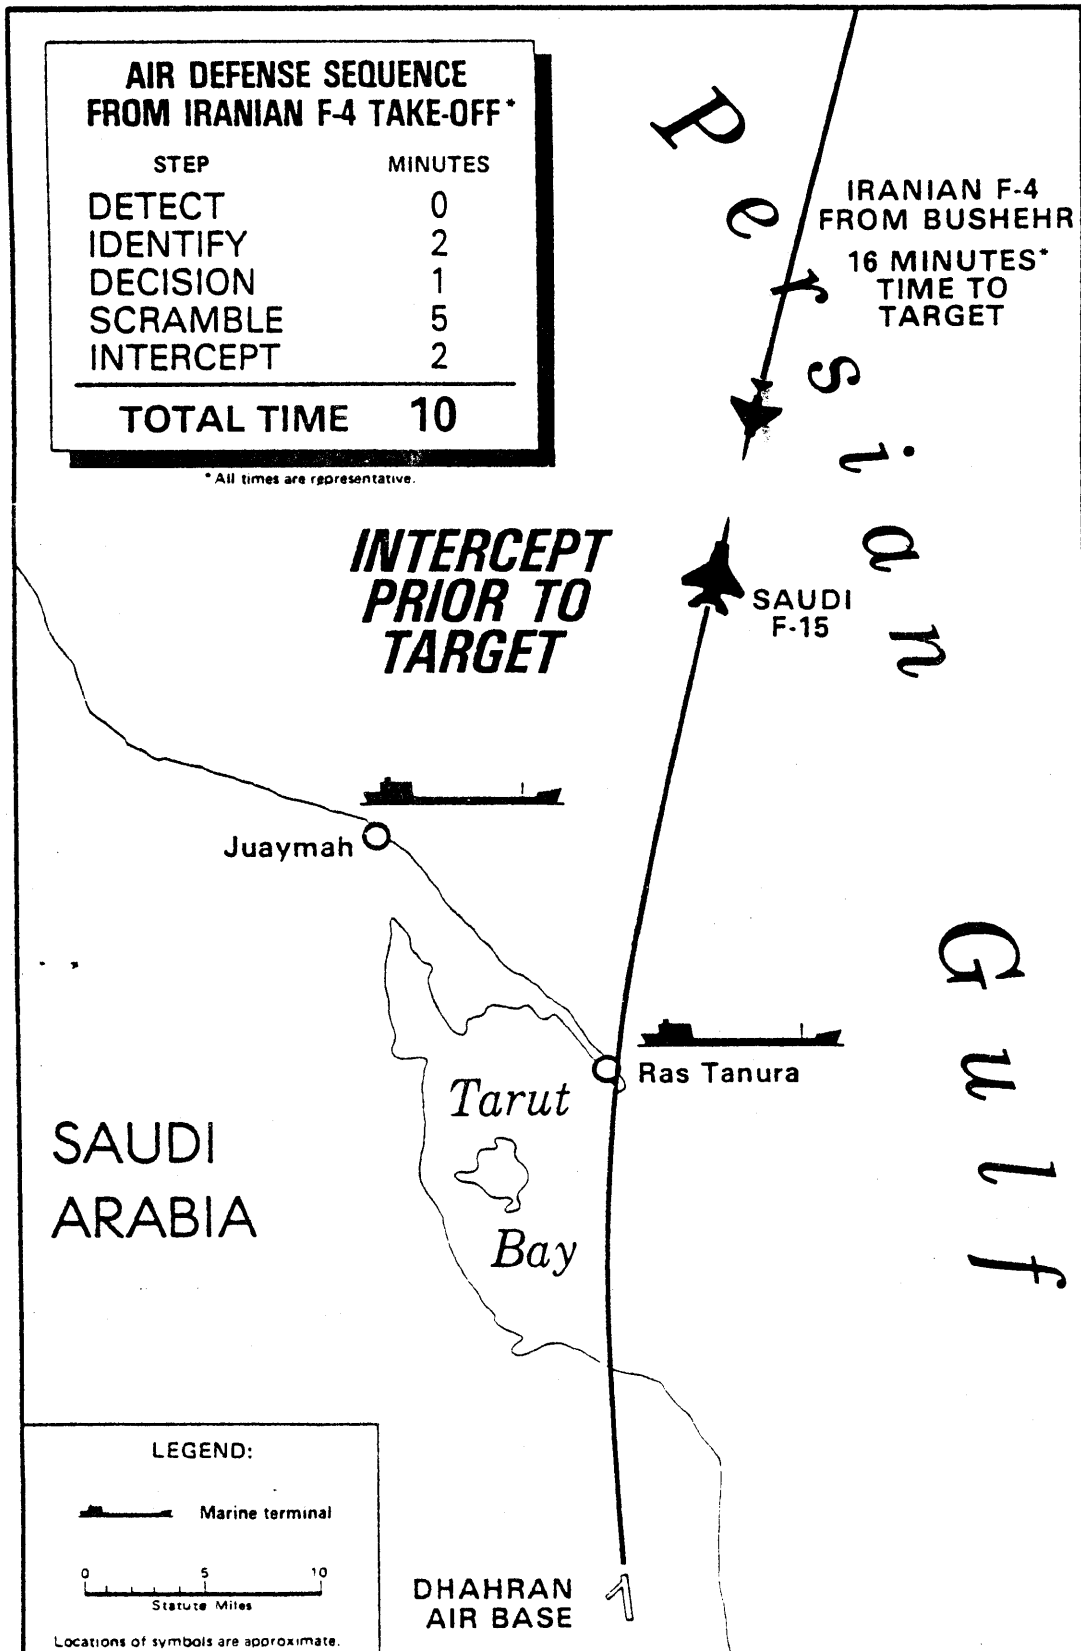 AIR DEFENSE SEQUENCE
FROM IRANIAN F-4 TAKE-OFF*
STEP MINUTES
DETECT 0
IDENTIFY 2
DECISION 1
SCRAMBLE 5
INTERCEPT 2
TOTAL TIME 10
*All times are representative.
Persian
Gulf
IRANIAN F-4
FROM BUSHEHR
16 MINUTES*
TIME TO
TARGET
INTERCEPT
PRIOR TO
TARGET
SAUDI
F-15
Juaymah
Ras Tanura
Tarut
Bay
SAUDI
ARABIA
LEGEND:
Marine terminal
0 5 10
Statute Miles
Locations of symbols are approximate.
DHAHRAN
AIR BASE